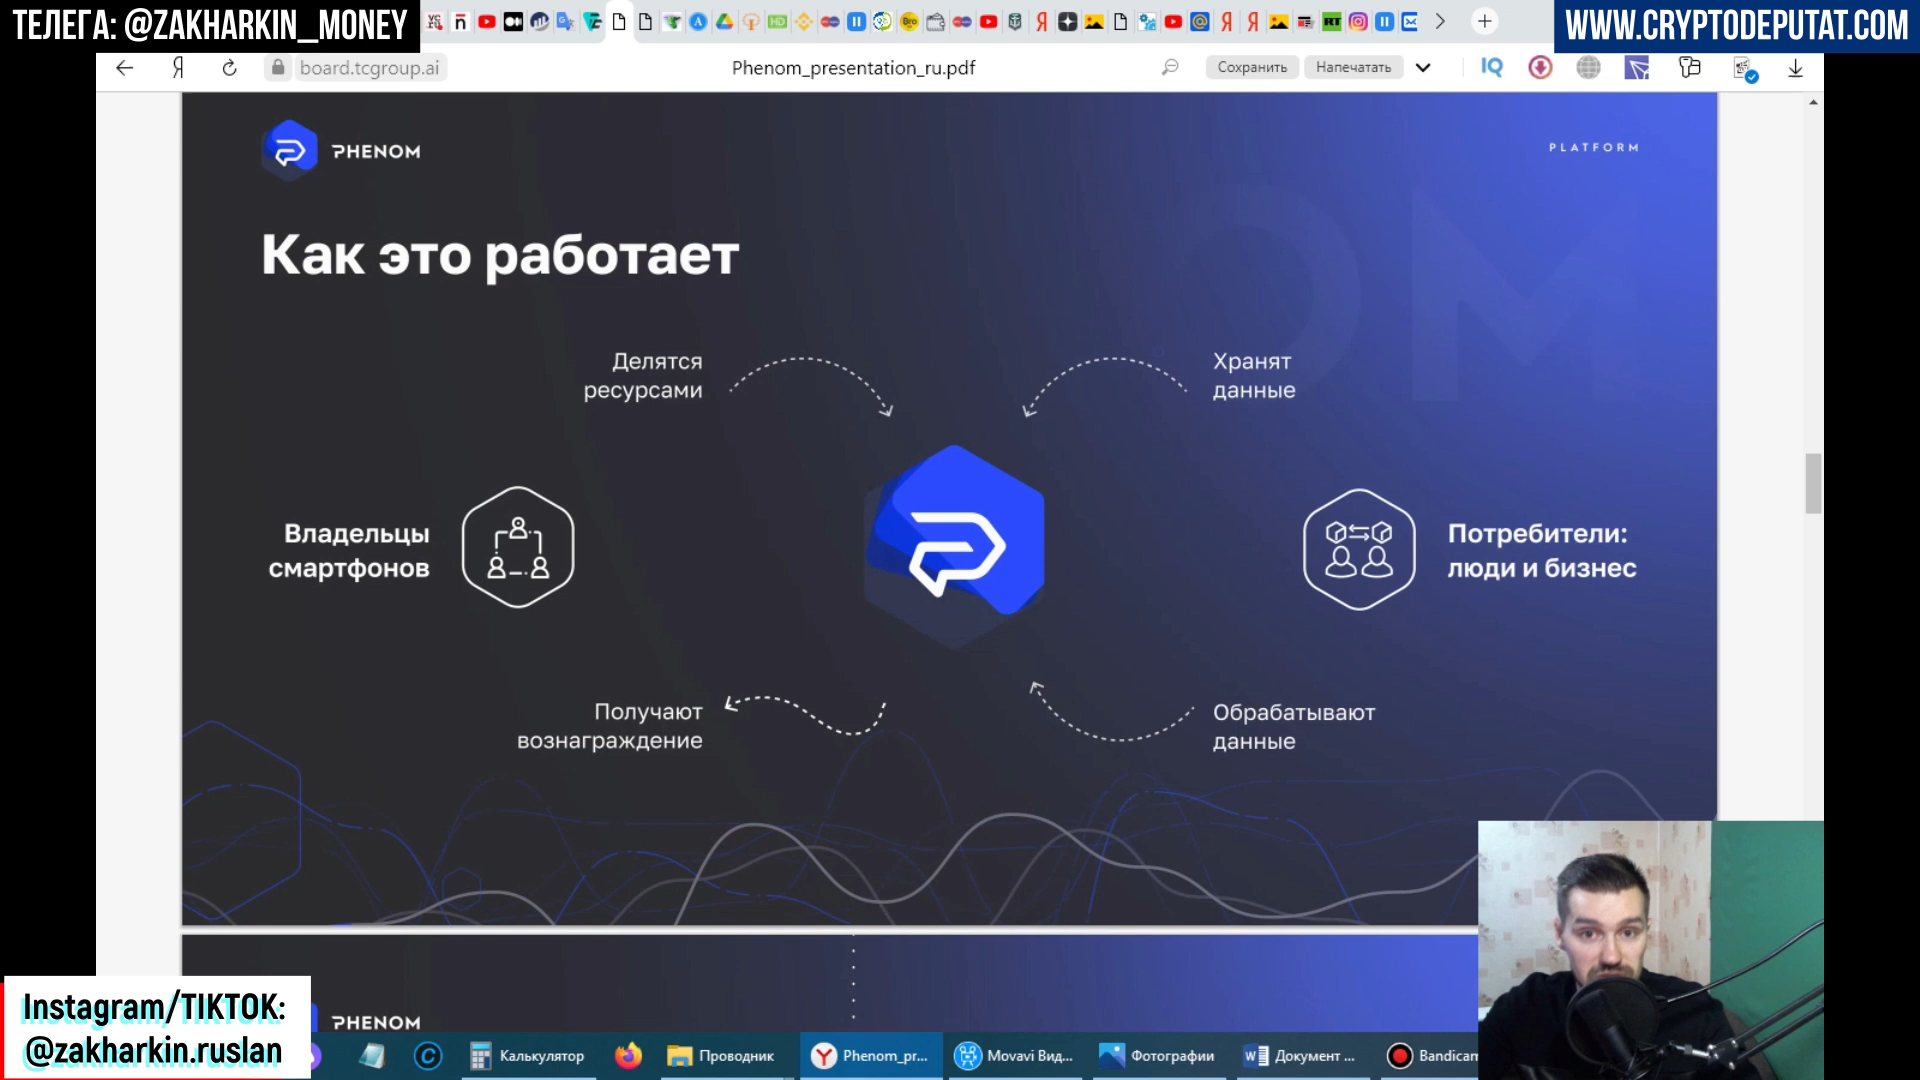 ТЕЛЕГА: @ZAKHARKIN_MONEY
WWW.CRYPTODEPUTAT.COM
board.tcgroup.ai
Phenom_presentation_ru.pdf
Сохранить
Напечатать
IQ
PHENOM
PLATFORM
Как это работает
Делятся
ресурсами
Хранят
данные
Владельцы
смартфонов
Потребители:
люди и бизнес
Получают
вознаграждение
Обрабатывают
данные
PHENOM
Instagram/TIKTOK:
@zakharkin.ruslan
Калькулятор
Проводник
Phenom_pr...
Movavi Вид...
Фотографии
Документ ...
Bandicam